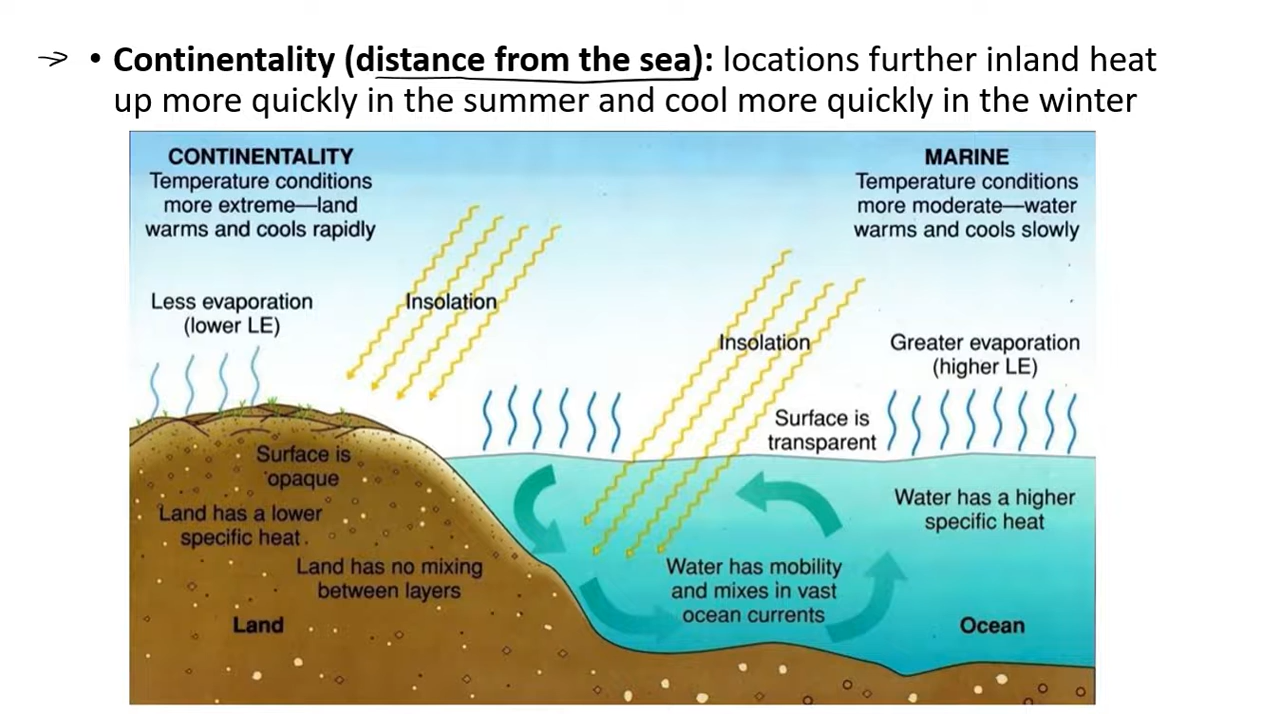 • Continentality (distance from the sea): locations further inland heat
up more quickly in the summer and cool more quickly in the winter
CONTINENTALITY
Temperature conditions
more extreme—land
warms and cools rapidly
MARINE
Temperature conditions
more moderate—water
warms and cools slowly
Less evaporation
(lower LE)
Insolation
Insolation
Greater evaporation
(higher LE)
Surface is
transparent
Surface is
opaque
Land has a lower
specific heat.
Land has no mixing
between layers
Land
Water has a higher
specific heat
Water has mobility
and mixes in vast
ocean currents
Ocean